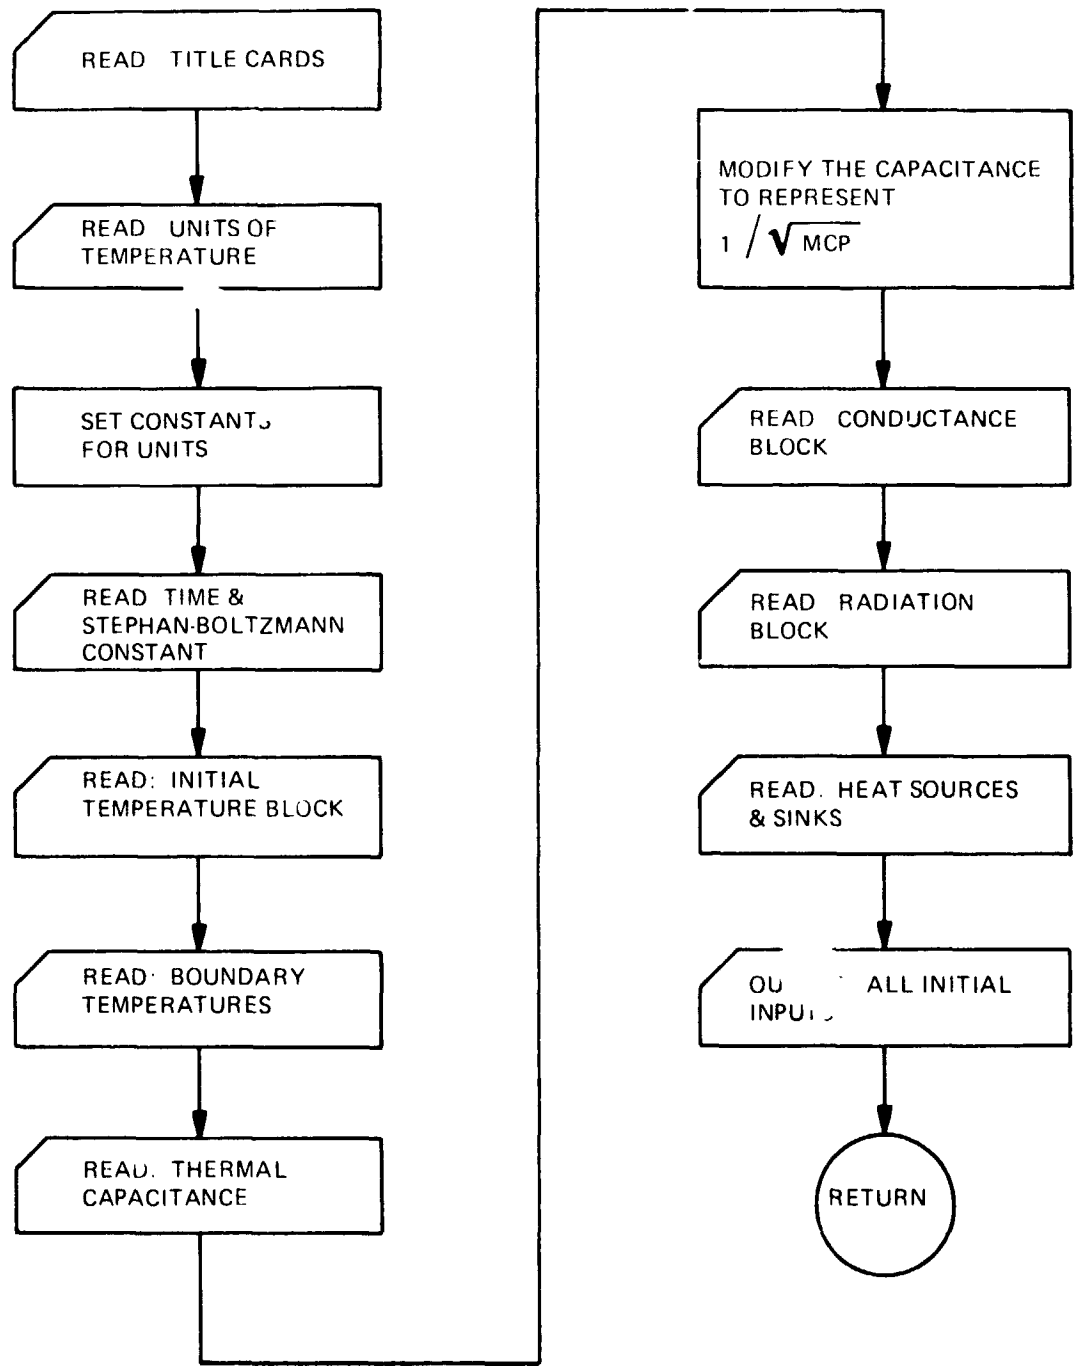 READ TITLE CARDS
READ UNITS OF
TEMPERATURE
SET CONSTANTS
FOR UNITS
READ TIME &
STEPHAN-BOLTZMANN
CONSTANT
READ: INITIAL
TEMPERATURE BLOCK
READ: BOUNDARY
TEMPERATURES
READ. THERMAL
CAPACITANCE
MODIFY THE CAPACITANCE
TO REPRESENT
1 / √MCP
READ CONDUCTANCE
BLOCK
READ RADIATION
BLOCK
READ. HEAT SOURCES
& SINKS
ALL INITIAL
INPUTS
RETURN